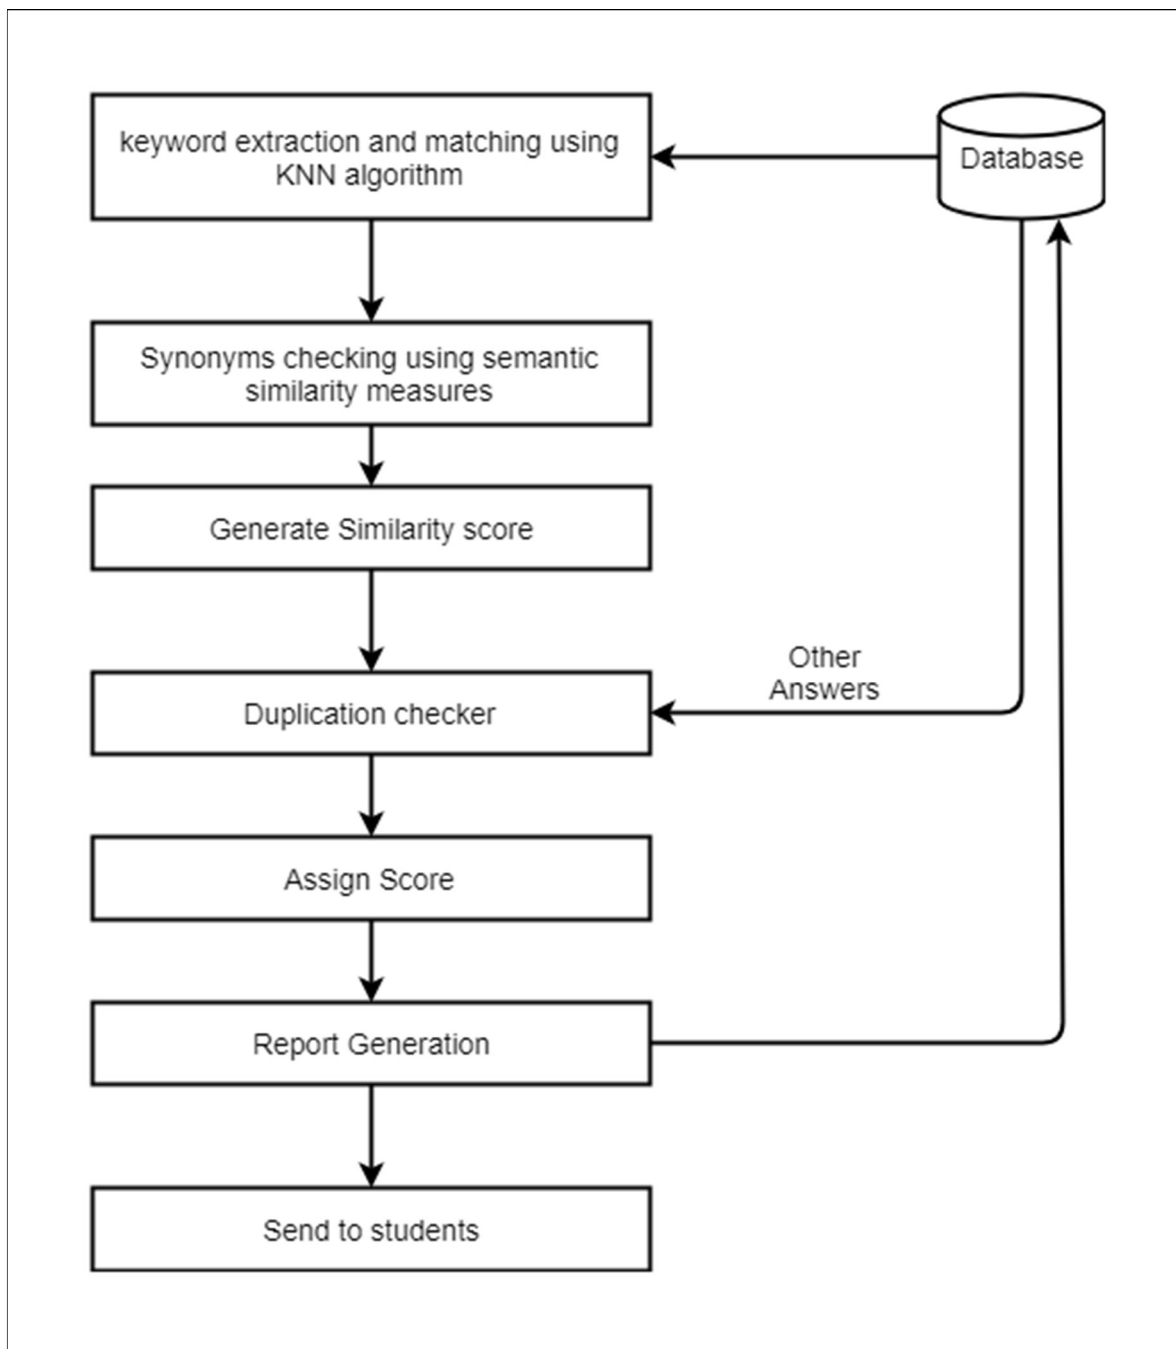 keyword extraction and matching using
KNN algorithm
Database
Synonyms checking using semantic
similarity measures
Generate Similarity score
Other
Answers
Duplication checker
Assign Score
Report Generation
Send to students